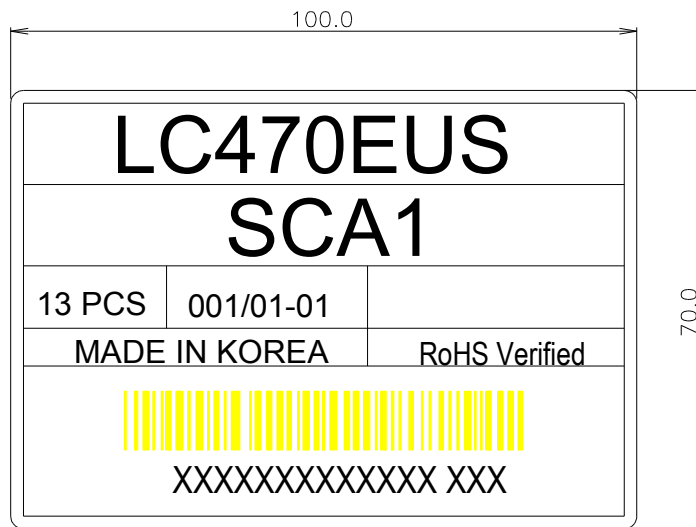 100.0
LC470EUS
SCA1
13 PCS 001/01-01
MADE IN KOREA RoHS Verified
XXXXXXXXXXXXX XXX
70.0